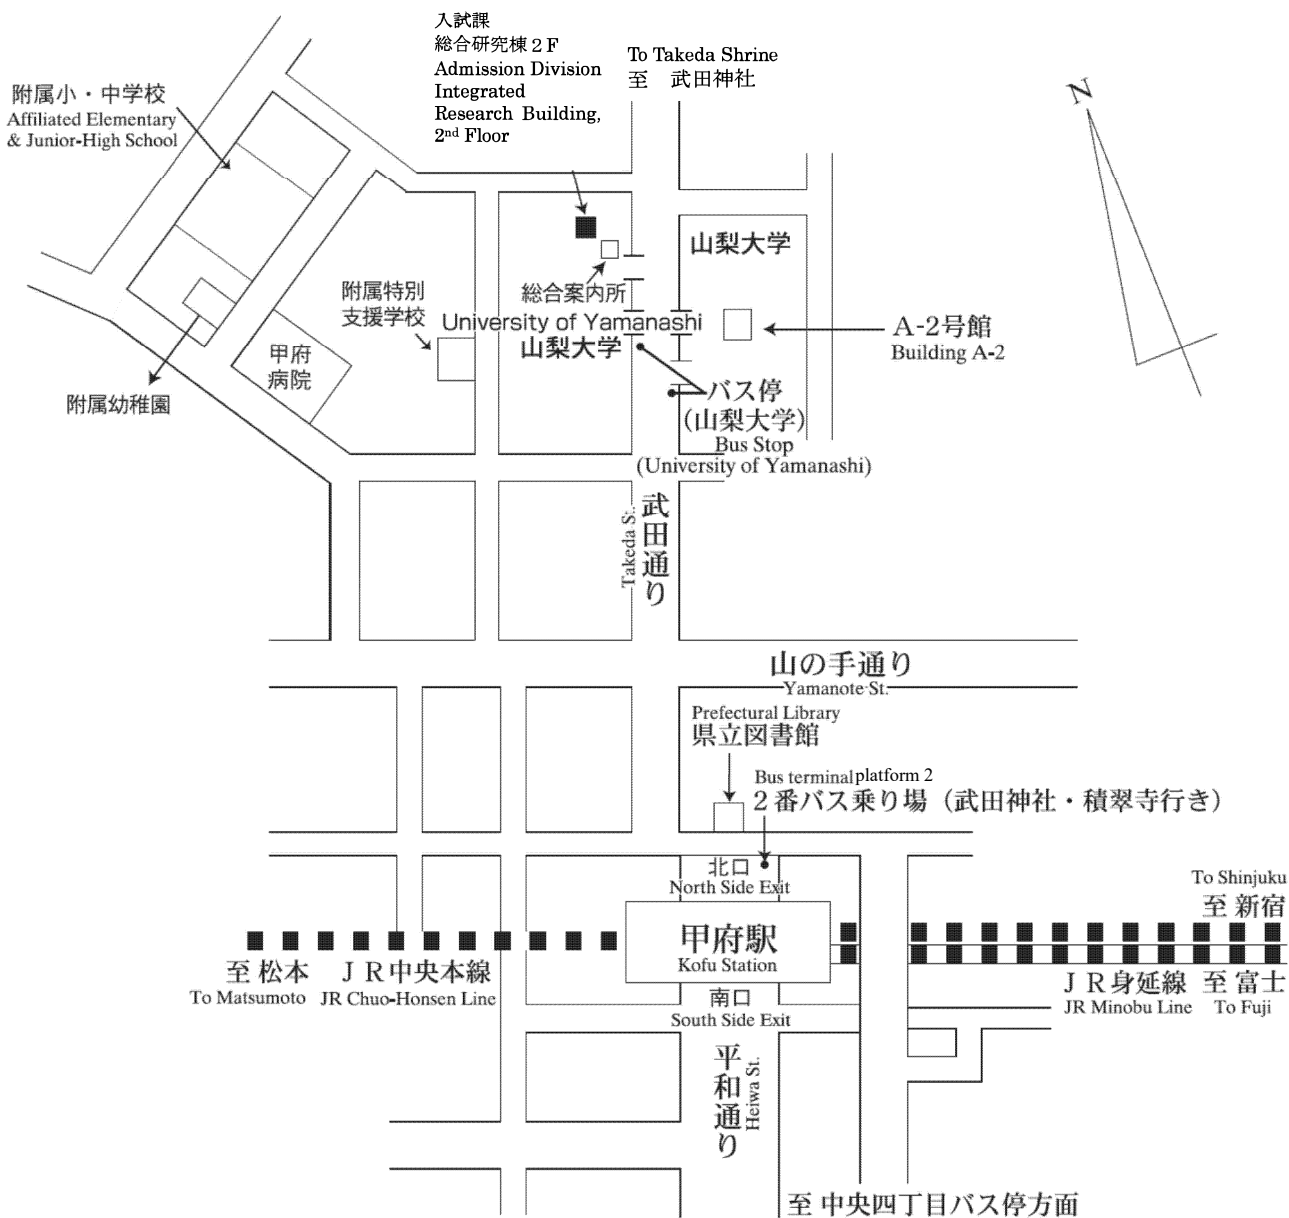 入試課
総合研究棟２F
Admission Division
Integrated
Research Building,
2nd Floor
To Takeda Shrine
至　武田神社
N
附属小・中学校
Affiliated Elementary
& Junior-High School
山梨大学
附属特別
支援学校
総合案内所
University of Yamanashi
山梨大学
A-2号館
Building A-2
甲府
病院
附属幼稚園
バス停
(山梨大学)
Bus Stop
(University of Yamanashi)
武田通り
Takeda St.
山の手通り
Yamanote St.
Prefectural Library
県立図書館
Bus terminal platform 2
２番バス乗り場（武田神社・積翠寺行き）
北口
North Side Exit
To Shinjuku
至 新宿
甲府駅
Kofu Station
至 松本
To Matsumoto
ＪＲ中央本線
JR Chuo-Honsen Line
ＪＲ身延線
JR Minobu Line
至 富士
To Fuji
南口
South Side Exit
平和通り
Heiwa St.
至 中央四丁目バス停方面